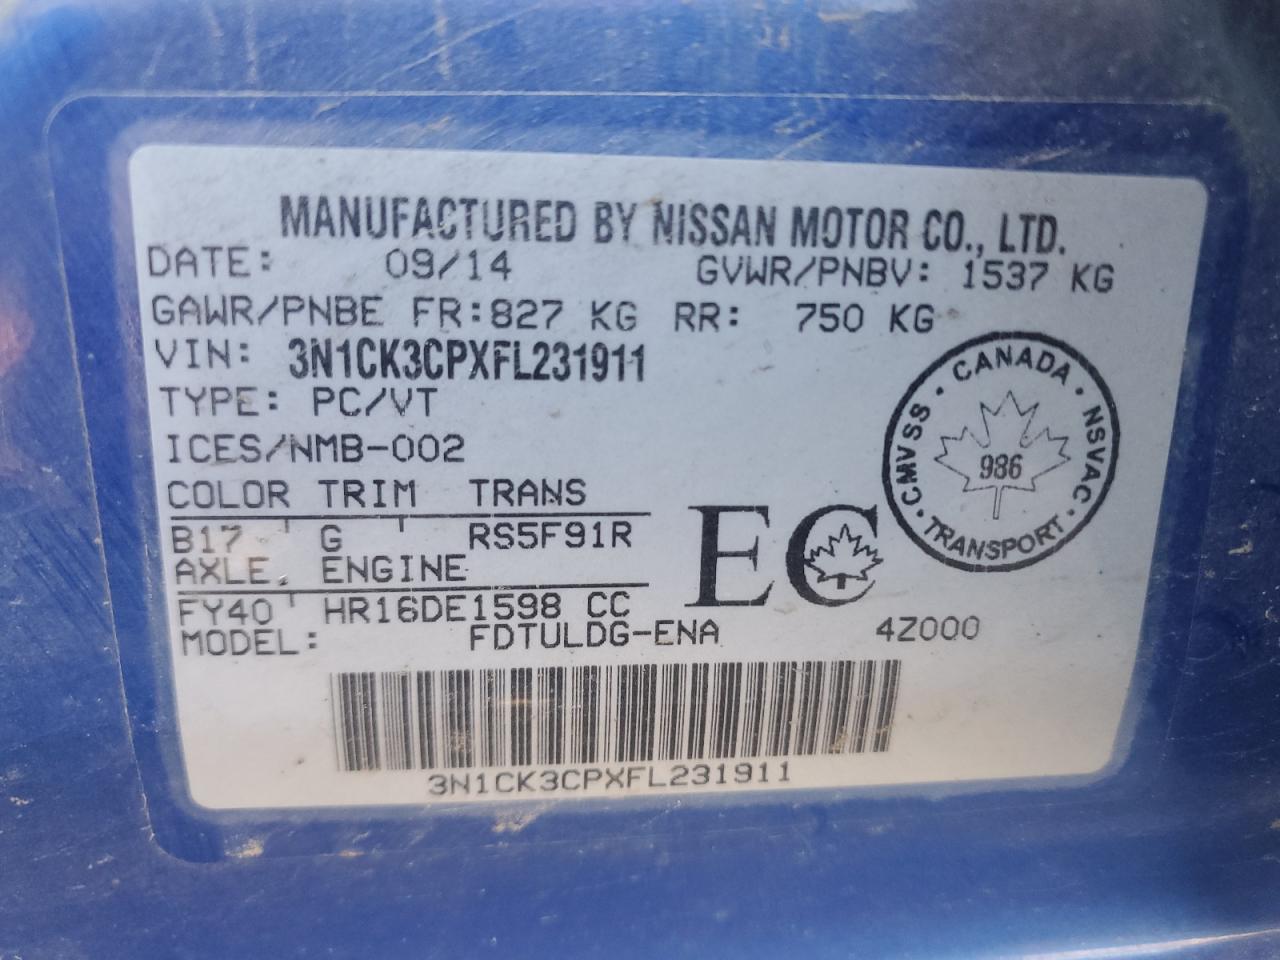 MANUFACTURED BY NISSAN MOTOR CO., LTD.
DATE: 09/14 GVWR/PNBV: 1537 KG
GAWR/PNBE FR:827 KG RR: 750 KG
VIN: 3N1CK3CPXFL231911
TYPE: PC/VT
ICES/NMB-002
COLOR TRIM TRANS
B17 G RS5F91R
AXLE ENGINE
FY40 HR16DE1598 CC
MODEL: FDTULDG-ENA 4Z000
CANADA · NSVAC · TRANSPORT · CMVSS ·
986
EC
3N1CK3CPXFL231911